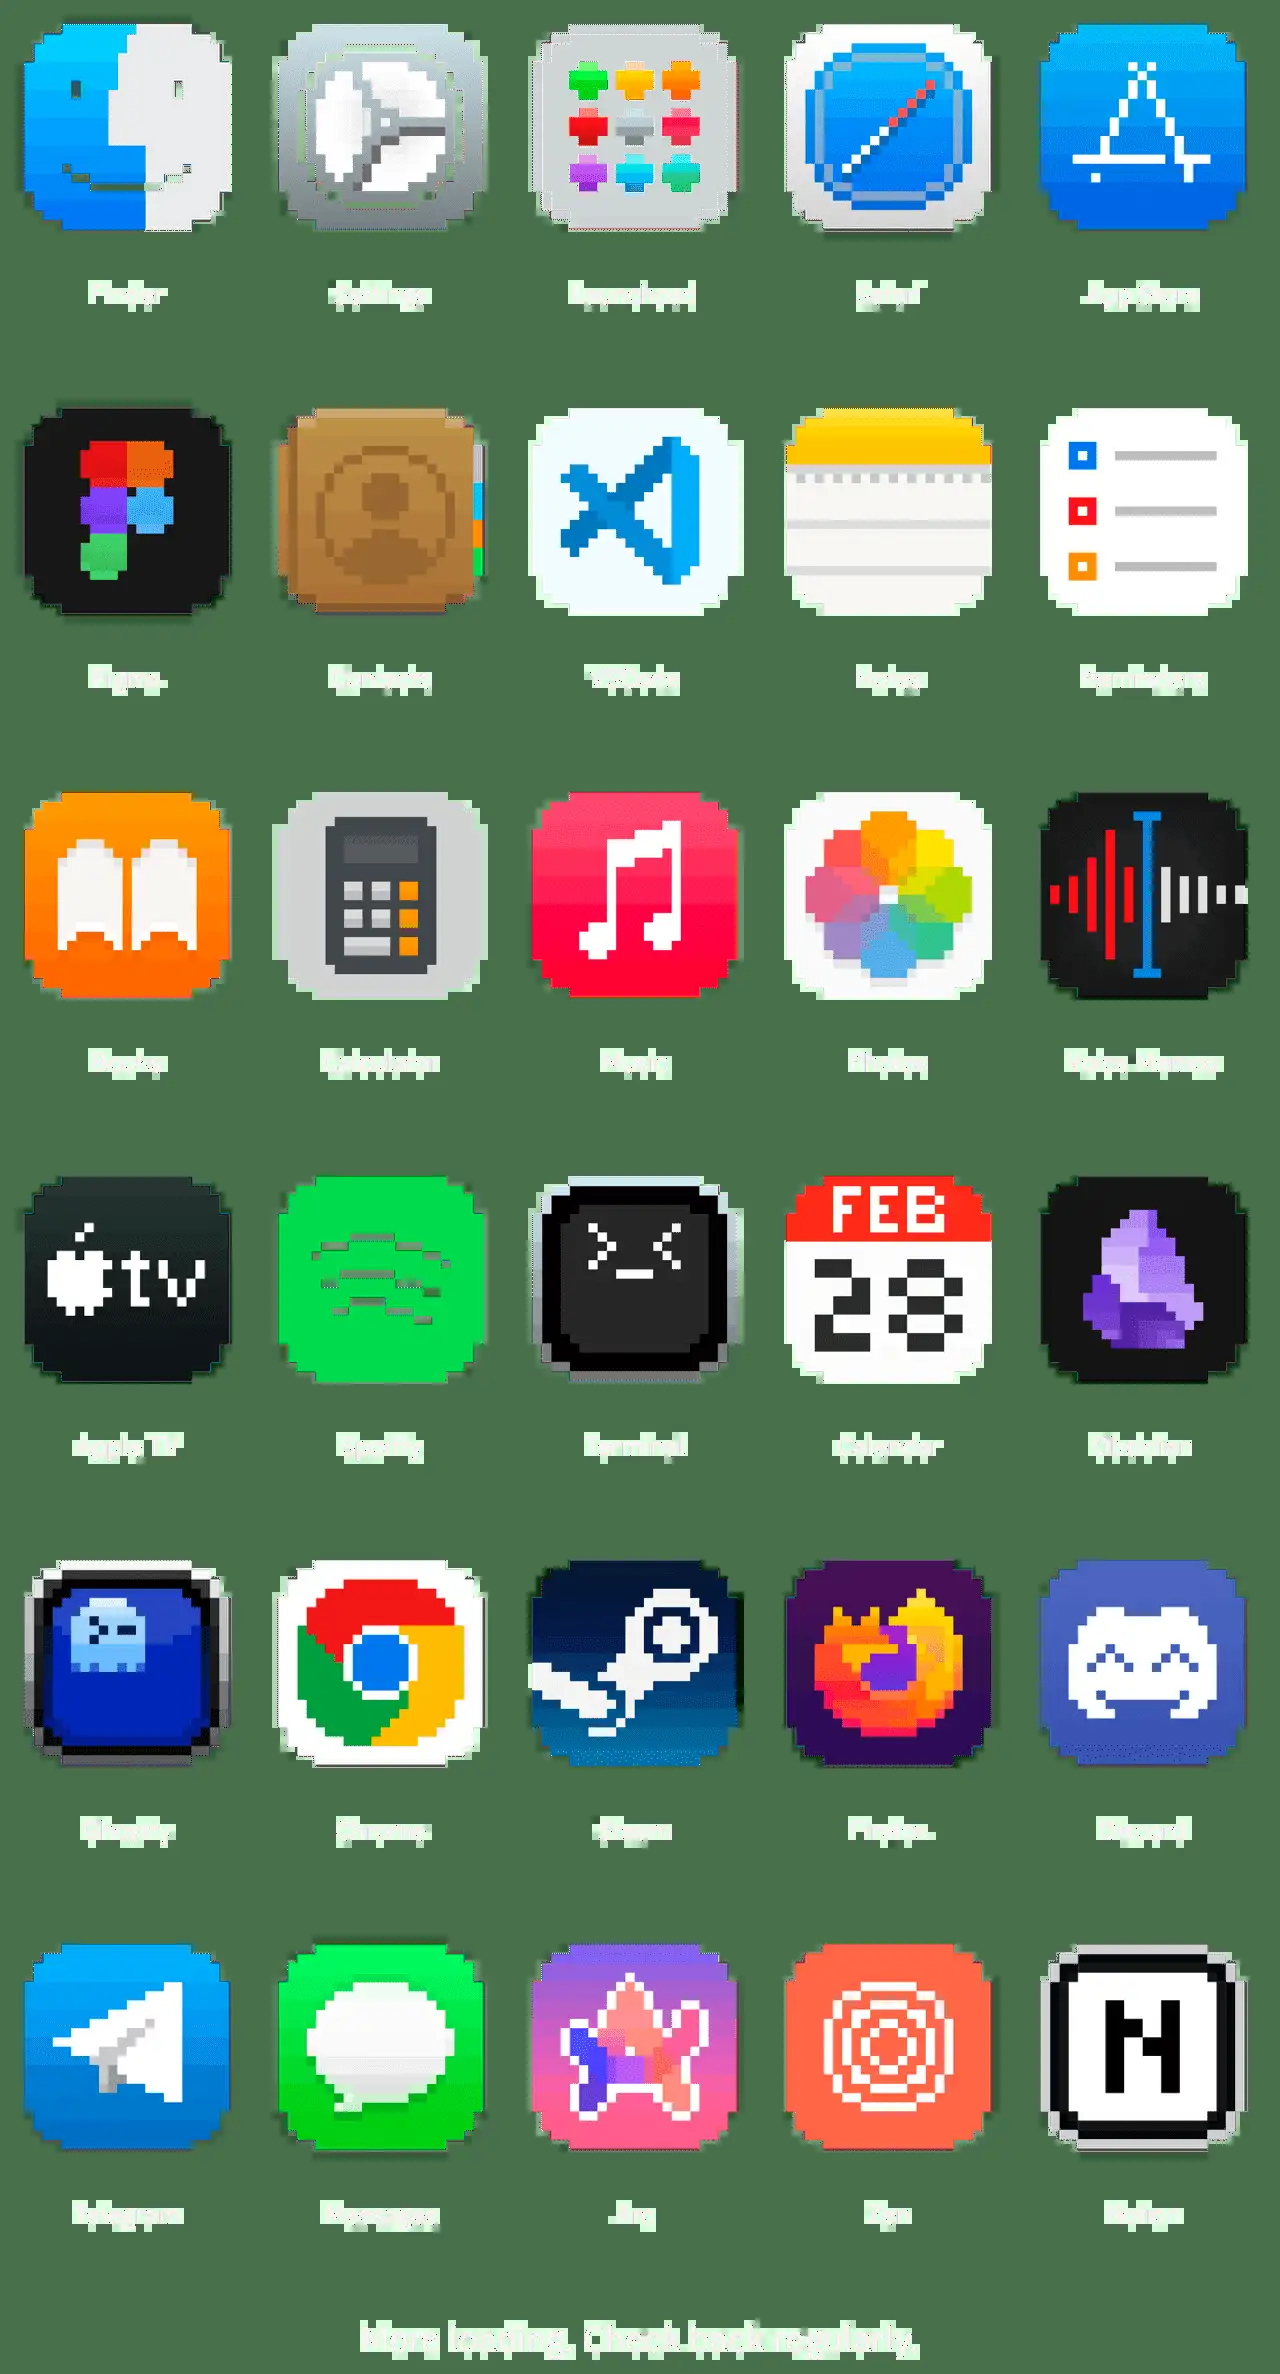 Finder Settings Launchpad Safari App Store
Figma Contacts VSCode Notes Reminders
Books Calculator Music Photos Voice Memos
tv
FEB
28
Apple TV Spotify Terminal Calendar Obsidian
Ghostty Chrome Steam Firefox Discord
N
Telegram Messages Arc Notion
More loading. Check back regularly.